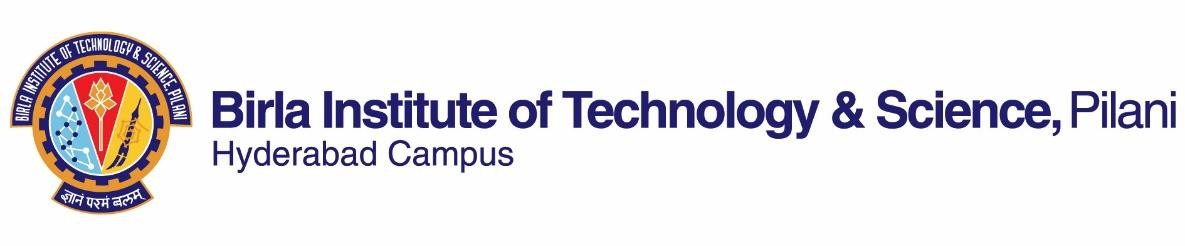 BIRLA INSTITUTE OF TECHNOLOGY & SCIENCE, PILANI
ज्ञानं परमं बलम्
Birla Institute of Technology & Science, Pilani
Hyderabad Campus